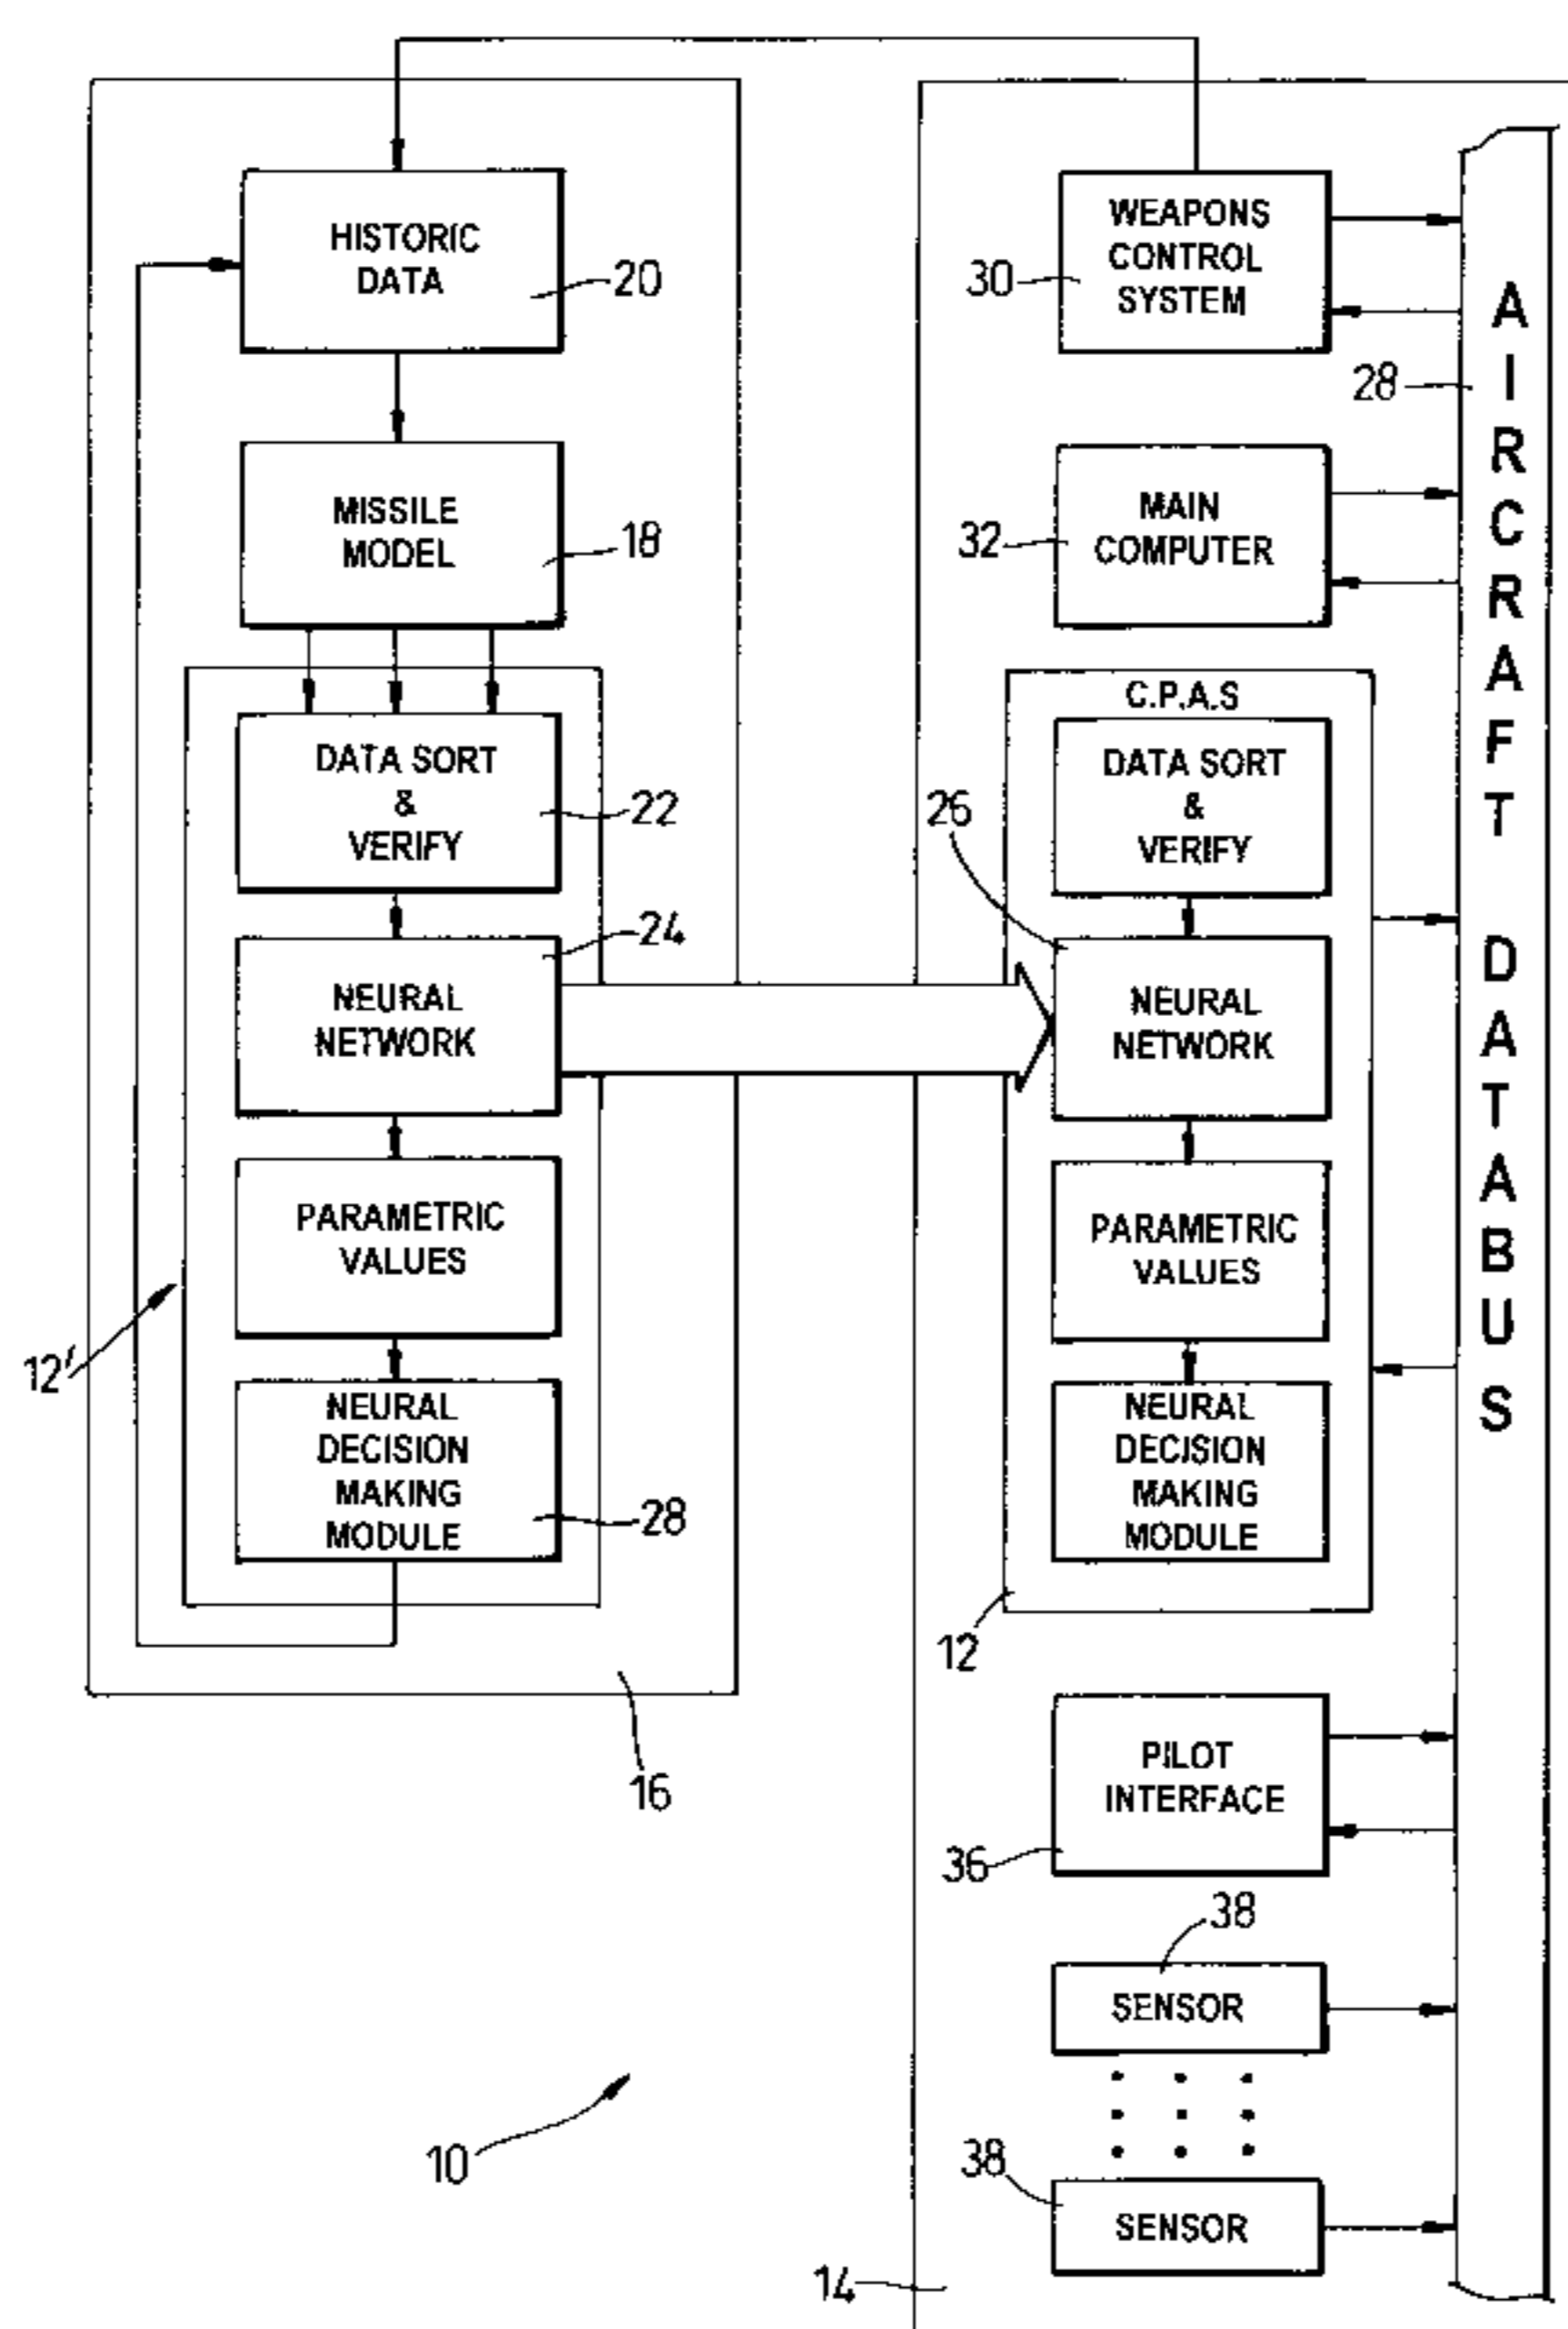 HISTORIC
DATA
20
MISSILE
MODEL
18
DATA SORT
&
VERIFY
22
NEURAL
NETWORK
24
PARAMETRIC
VALUES
12'
NEURAL
DECISION
MAKING
MODULE
28
16
10
WEAPONS
CONTROL
SYSTEM
30
28
MAIN
COMPUTER
32
C.P.A.S
DATA SORT
&
VERIFY
26
NEURAL
NETWORK
PARAMETRIC
VALUES
NEURAL
DECISION
MAKING
MODULE
12
PILOT
INTERFACE
36
38
SENSOR
38
SENSOR
14
AIRCRAFT DATABUS